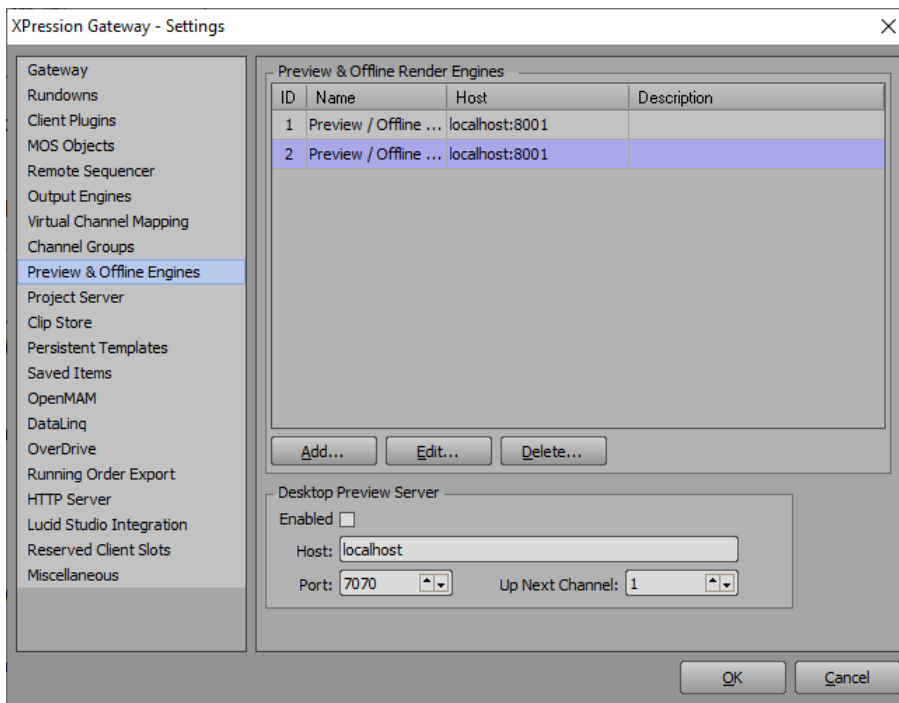 XPression Gateway - Settings
Gateway
Rundowns
Client Plugins
MOS Objects
Remote Sequencer
Output Engines
Virtual Channel Mapping
Channel Groups
Preview & Offline Engines
Project Server
Clip Store
Persistent Templates
Saved Items
OpenMAM
DataLinq
OverDrive
Running Order Export
HTTP Server
Lucid Studio Integration
Reserved Client Slots
Miscellaneous
Preview & Offline Render Engines
ID Name Host Description
1 Preview / Offline ... localhost:8001
2 Preview / Offline ... localhost:8001
Add... Edit... Delete...
Desktop Preview Server
Enabled
Host: localhost
Port: 7070 Up Next Channel: 1
OK Cancel